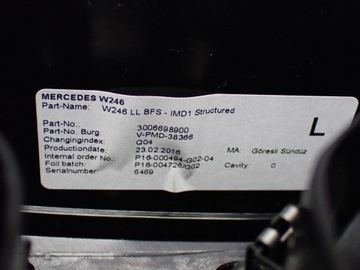 MERCEDES W246
Part-Name: W246 LL BFS - IMD1 Structured
Part-No.: 3006698900
Part-No. Burg: V-PMD-38366
Changingindex: Q04
Productiondate: 23.02.2016 MA: Göresli Sündüz
Internal order No.: P16-000494-G02-04
Foil batch: P16-004726/G02 Cavity: 0
Serialnumber: 6469
L